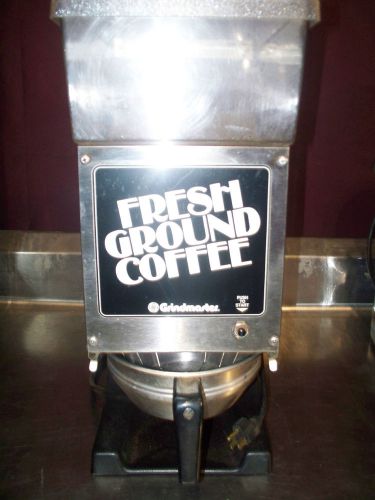 FRESH
GROUND
COFFEE
Grindmaster.
PUSH
TO
START